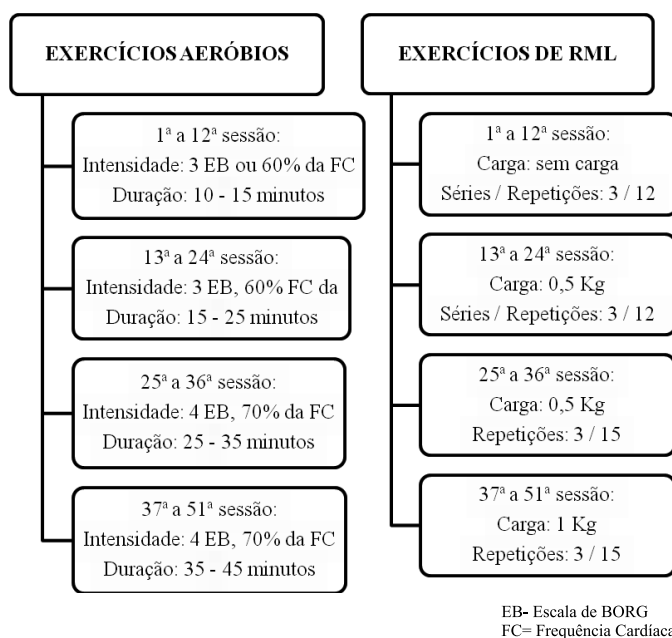 EXERCÍCIOS AERÓBIOS
1ª a 12ª sessão:
Intensidade: 3 EB ou 60% da FC
Duração: 10 - 15 minutos
13ª a 24ª sessão:
Intensidade: 3 EB, 60% FC da
Duração: 15 - 25 minutos
25ª a 36ª sessão:
Intensidade: 4 EB, 70% da FC
Duração: 25 - 35 minutos
37ª a 51ª sessão:
Intensidade: 4 EB, 70% da FC
Duração: 35 - 45 minutos
EXERCÍCIOS DE RML
1ª a 12ª sessão:
Carga: sem carga
Séries / Repetições: 3 / 12
13ª a 24ª sessão:
Carga: 0,5 Kg
Séries / Repetições: 3 / 12
25ª a 36ª sessão:
Carga: 0,5 Kg
Repetições: 3 / 15
37ª a 51ª sessão:
Carga: 1 Kg
Repetições: 3 / 15
EB- Escala de BORG
FC= Frequência Cardíaca